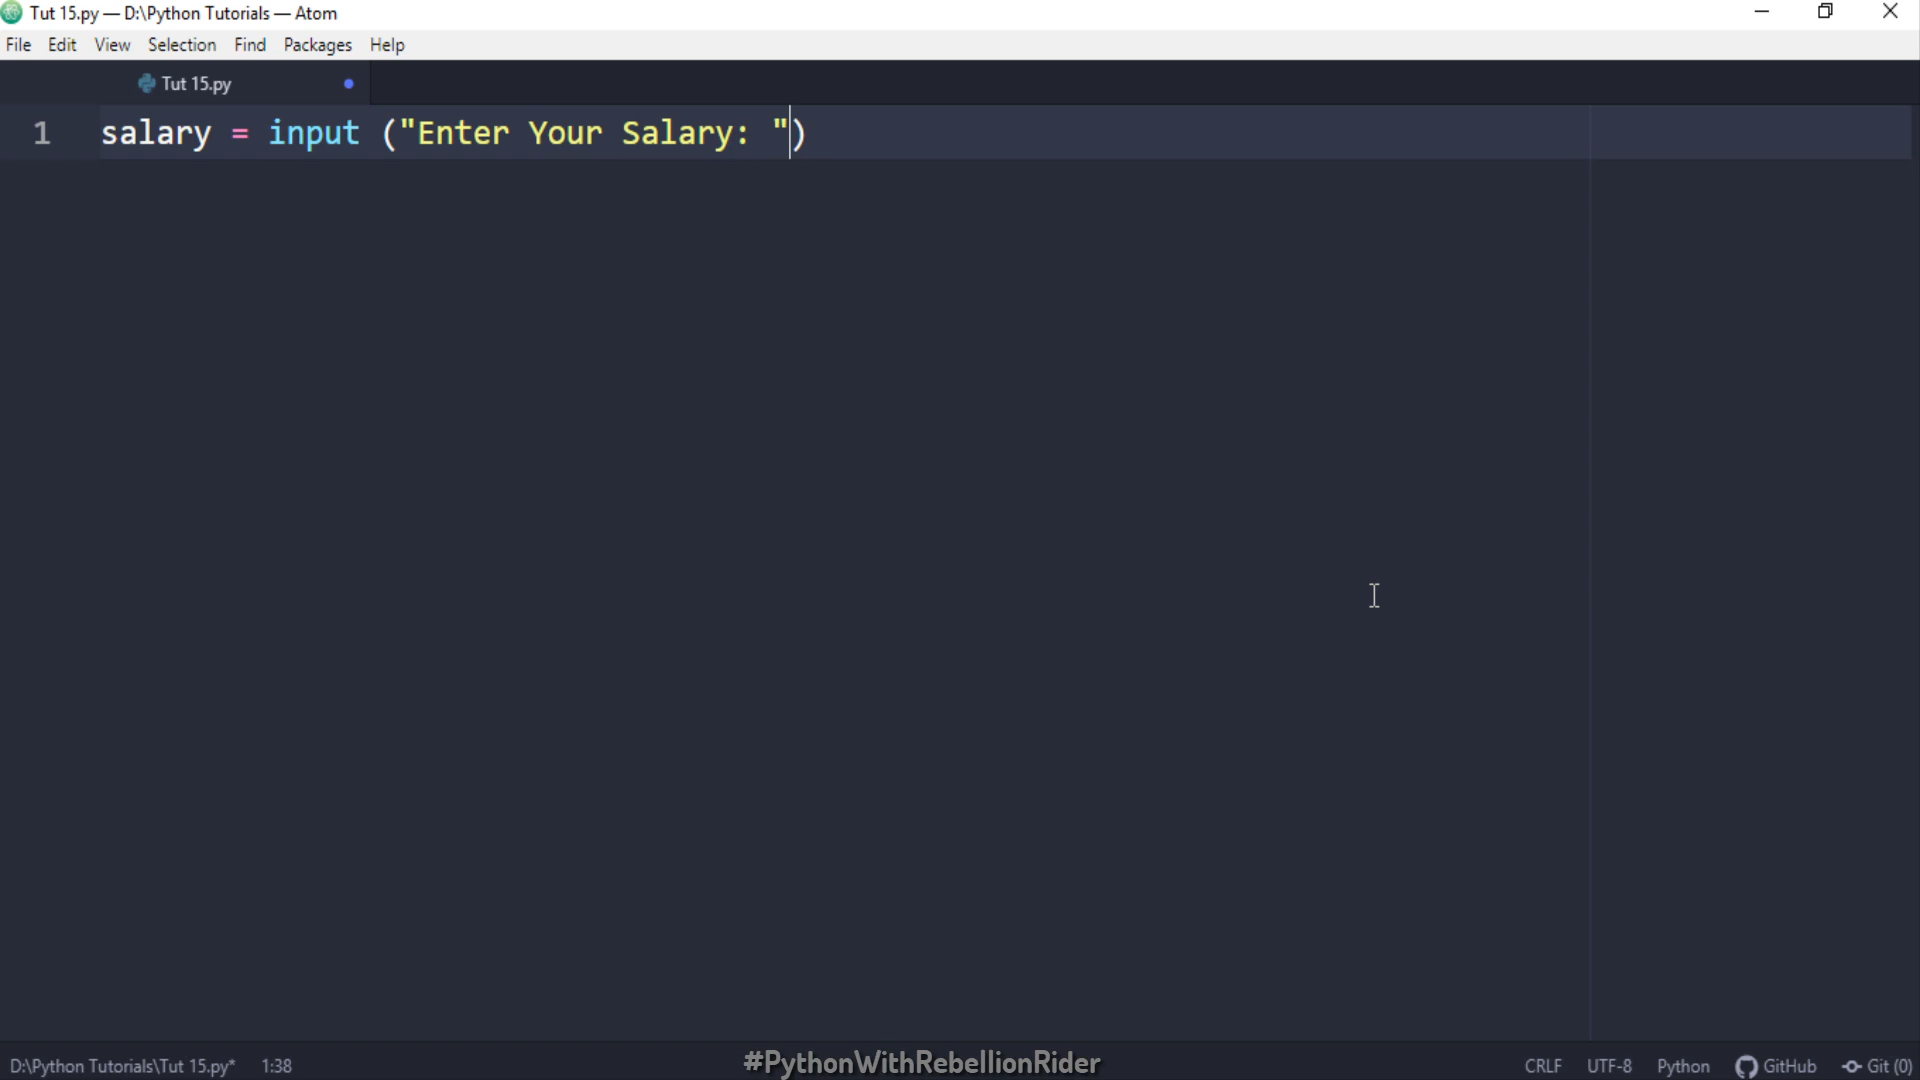 Tut 15.py — D:\Python Tutorials — Atom
File Edit View Selection Find Packages Help
Tut 15.py
1 salary = input ("Enter Your Salary: ")
D:\Python Tutorials\Tut 15.py* 1:38 #PythonWithRebellionRider CRLF UTF-8 Python GitHub Git (0)